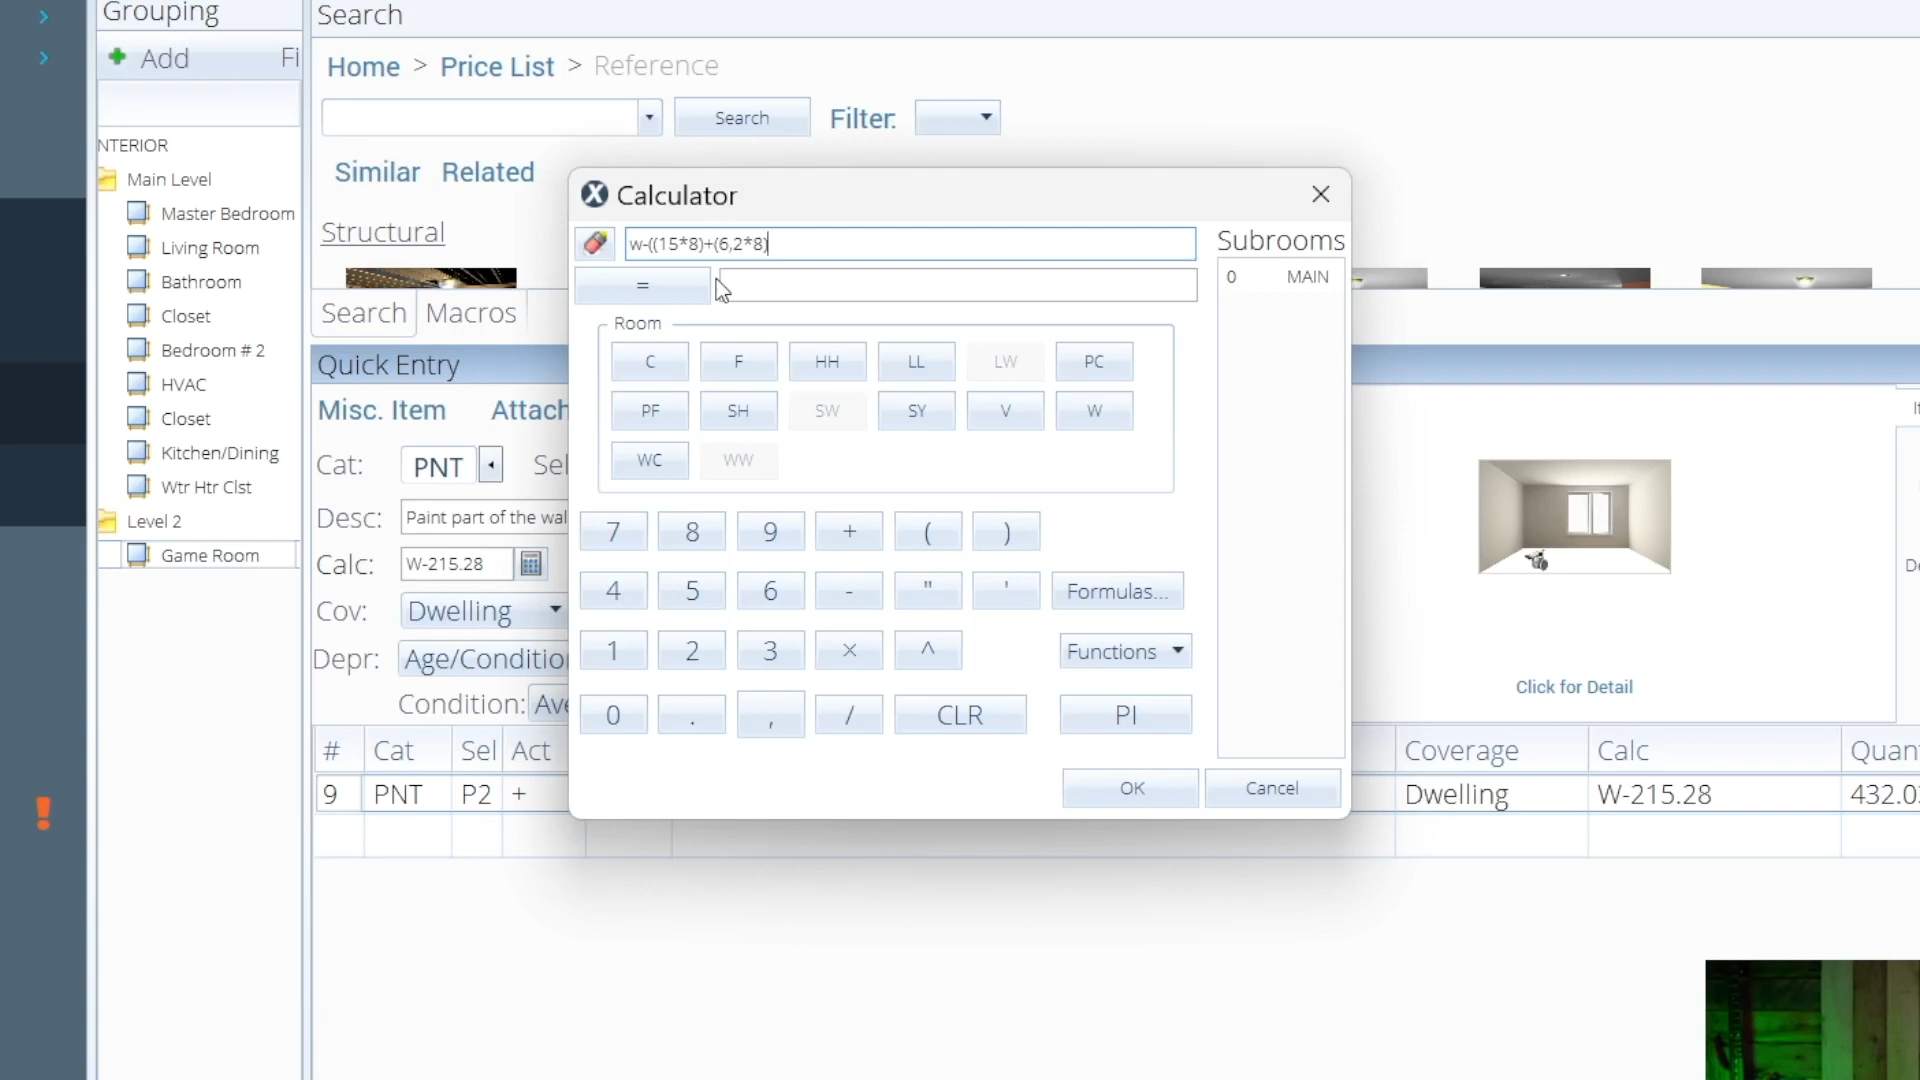 Grouping
Add Fi
NTERIOR
Main Level
Master Bedroom
Living Room
Bathroom
Closet
Bedroom # 2
HVAC
Closet
Kitchen/Dining
Wtr Htr Clst
Level 2
Game Room
Search
Home > Price List > Reference
Search Filter:
Similar Related
Structural
Search Macros
Quick Entry
Misc. Item Attach
Cat: PNT Sel
Desc: Paint part of the wal
Calc: W-215.28
Cov: Dwelling
Depr: Age/Conditio
Condition: Ave
Calculator
w-((15*8)+(6,2*8)
=
Subrooms
0 MAIN
Room
C F HH LL LW PC
PF SH SW SY V W
WC WW
7 8 9 + ( )
4 5 6 - " ' Formulas...
1 2 3 × ^ Functions
0 . , / CLR PI
OK Cancel
Click for Detail
# Cat Sel Act Coverage Calc Quan
9 PNT P2 + Dwelling W-215.28 432.0